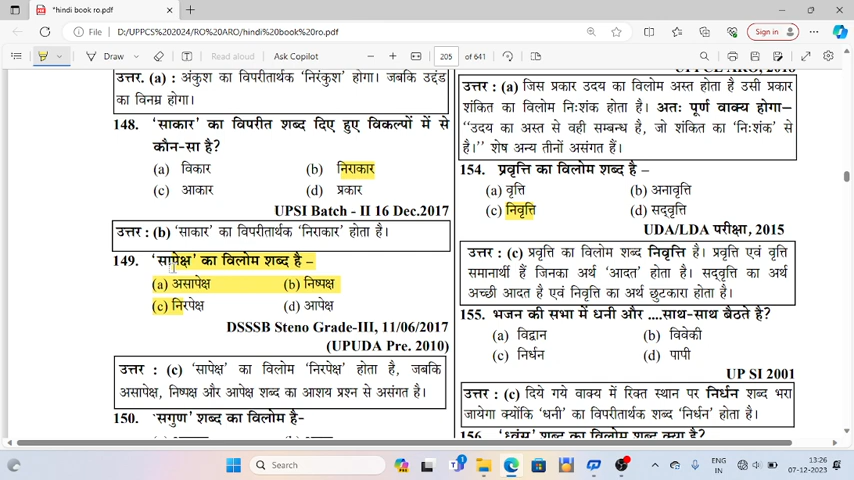 *hindi book ro.pdf
File
D:/UPPCS%202024/RO%20ARO/hindi%20book%20ro.pdf
Sign in
Draw
Read aloud
Ask Copilot
205
of 641
उत्तर. (a) : अंकुश का विपरीतार्थक 'निरंकुश' होगा। जबकि उद्दंड
का विनम्र होगा।
148. 'साकार' का विपरीत शब्द दिए हुए विकल्पों में से
कौन-सा है?
(a) विकार (b) निराकार
(c) आकार (d) प्रकार
UPSI Batch - II 16 Dec.2017
उत्तर: (b) 'साकार' का विपरीतार्थक 'निराकार' होता है।
149. 'सापेक्ष' का विलोम शब्द है –
(a) असापेक्ष (b) निष्पक्ष
(c) निरपेक्ष (d) आपेक्ष
DSSSB Steno Grade-III, 11/06/2017
(UPUDA Pre. 2010)
उत्तर : (c) 'सापेक्ष' का विलोम 'निरपेक्ष' होता है, जबकि
असापेक्ष, निष्पक्ष और आपेक्ष शब्द का आशय प्रश्न से असंगत है।
150. 'सगुण' शब्द का विलोम है-
उत्तर : (a) जिस प्रकार उदय का विलोम अस्त होता है उसी प्रकार
शंकित का विलोम निःशंक होता है। अतः पूर्ण वाक्य होगा–
"उदय का अस्त से वही सम्बन्ध है, जो शंकित का 'निःशंक' से
है।" शेष अन्य तीनों असंगत हैं।
154. प्रवृत्ति का विलोम शब्द है –
(a) वृत्ति (b) अनावृत्ति
(c) निवृत्ति (d) सद्वृत्ति
UDA/LDA परीक्षा, 2015
उत्तर : (c) प्रवृत्ति का विलोम शब्द निवृत्ति है। प्रवृत्ति एवं वृत्ति
समानार्थी हैं जिनका अर्थ 'आदत' होता है। सद्वृत्ति का अर्थ
अच्छी आदत है एवं निवृत्ति का अर्थ छुटकारा होता है।
155. भजन की सभा में धनी और ....साथ-साथ बैठते है?
(a) विद्वान (b) विवेकी
(c) निर्धन (d) पापी
UP SI 2001
उत्तर : (c) दिये गये वाक्य में रिक्त स्थान पर निर्धन शब्द भरा
जायेगा क्योंकि 'धनी' का विपरीतार्थक शब्द 'निर्धन' होता है।
156. 'ध्वंस' शब्द का विलोम शब्द क्या है?
Search
ENG
IN
13:26
07-12-2023